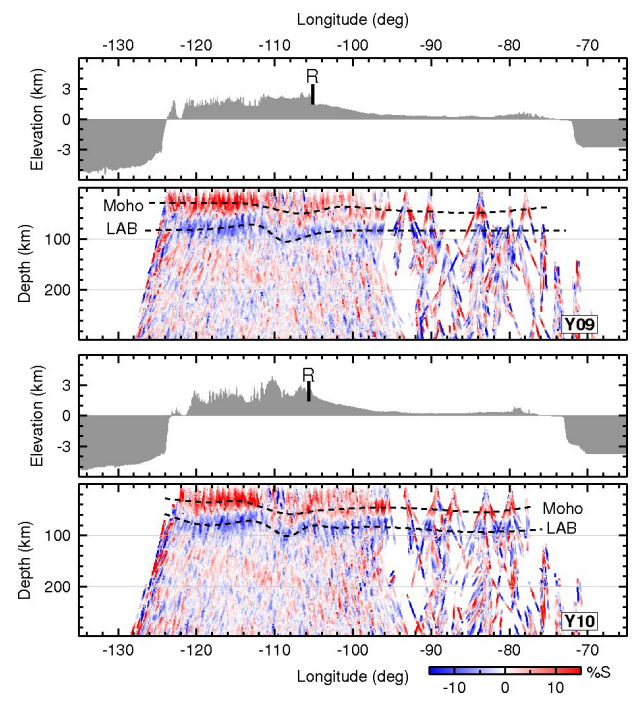 Longitude (deg)
-130 -120 -110 -100 -90 -80 -70
Elevation (km)
3
0
-3
R
Depth (km)
100
200
Moho
LAB
Y09
Elevation (km)
3
0
-3
R
Depth (km)
100
200
Moho
LAB
Y10
-130 -120 -110 -100 -90 -80 -70
Longitude (deg)
-10 0 10
%S